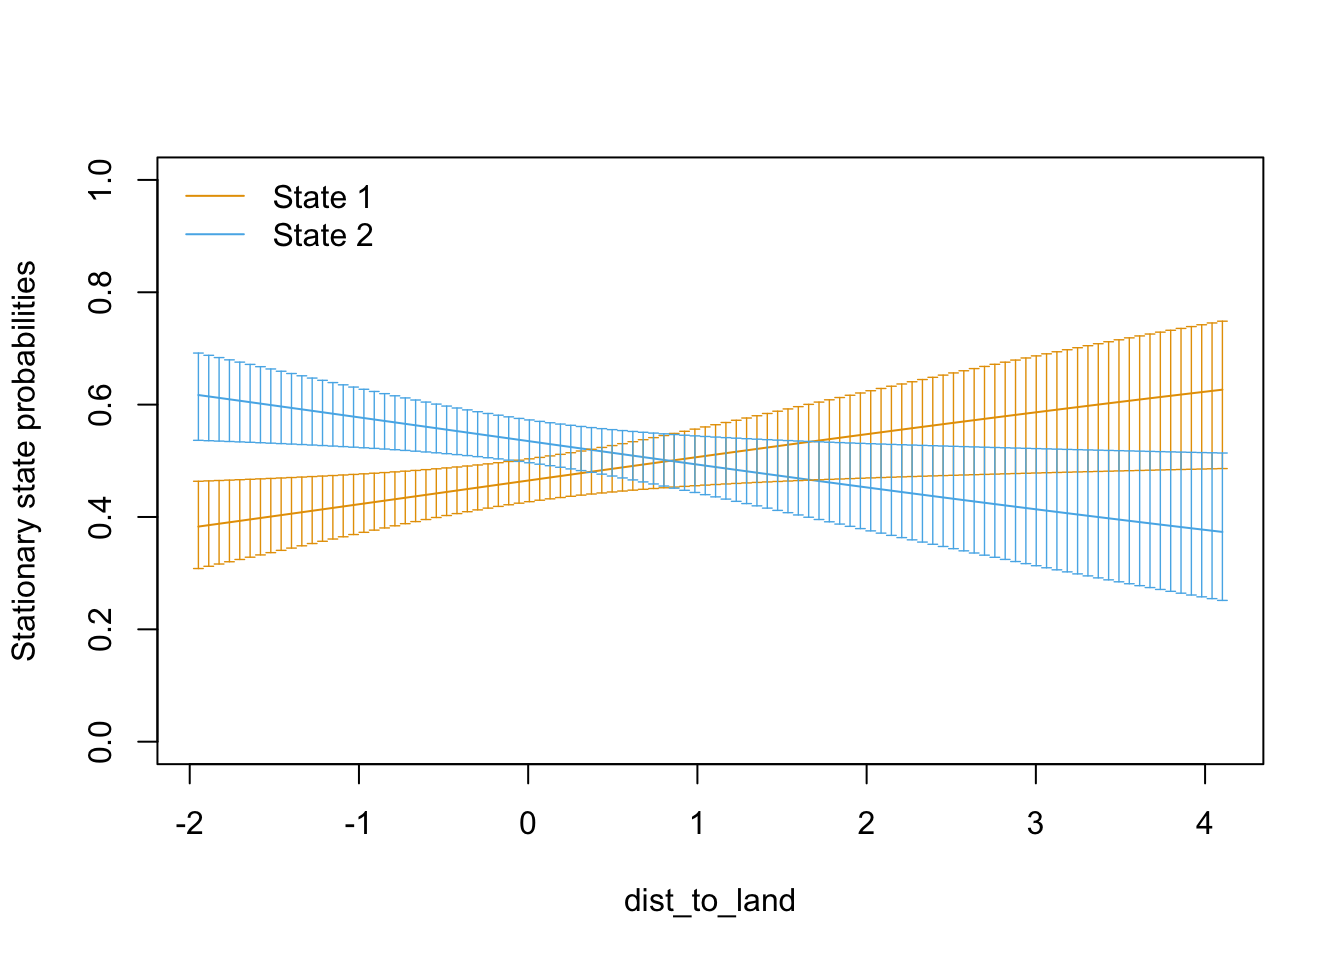 State 1
State 2
Stationary state probabilities
1.0
0.8
0.6
0.4
0.2
0.0
-2 -1 0 1 2 3 4
dist_to_land